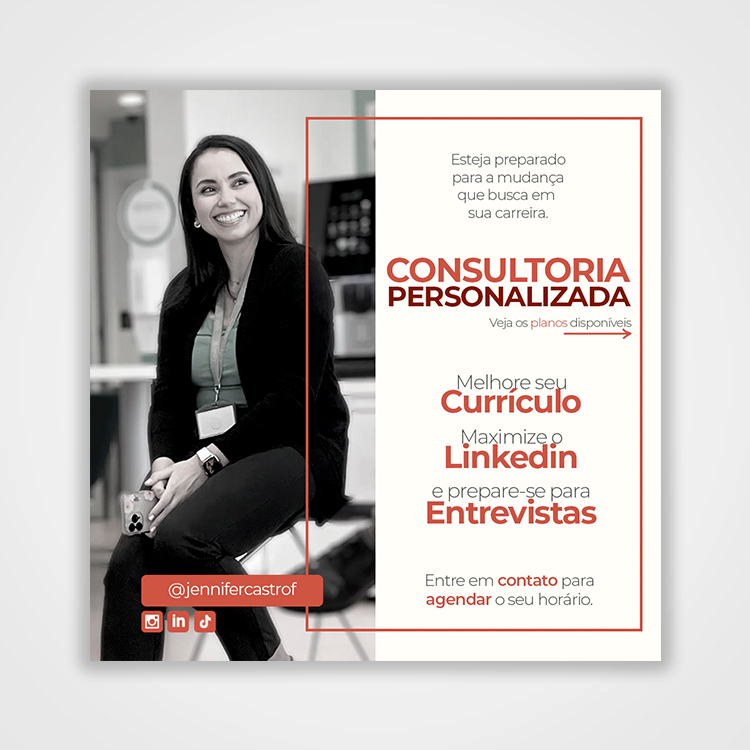 Esteja preparado
para a mudança
que busca em
sua carreira.
CONSULTORIA
PERSONALIZADA
Veja os planos disponíveis
Melhore seu
Currículo
Maximize o
Linkedin
e prepare-se para
Entrevistas
Entre em contato para
agendar o seu horário.
@jennifercastrof
in